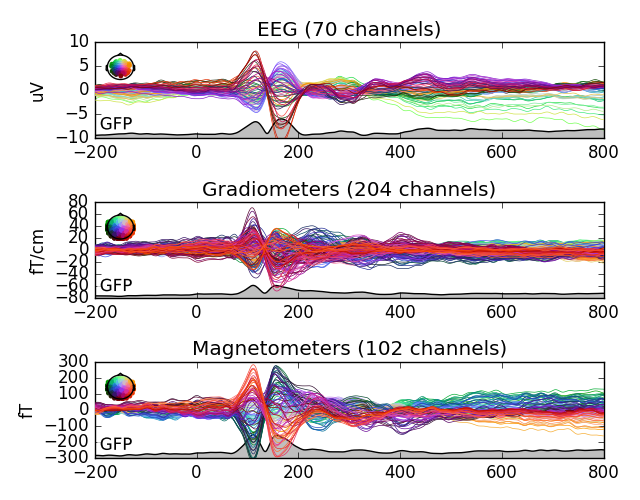 EEG (70 channels)
10
5
0
−5
−10
uV
GFP
−200 0 200 400 600 800
Gradiometers (204 channels)
80
60
40
20
0
−20
−40
−60
−80
fT/cm
GFP
−200 0 200 400 600 800
Magnetometers (102 channels)
300
200
100
0
−100
−200
−300
fT
GFP
−200 0 200 400 600 800